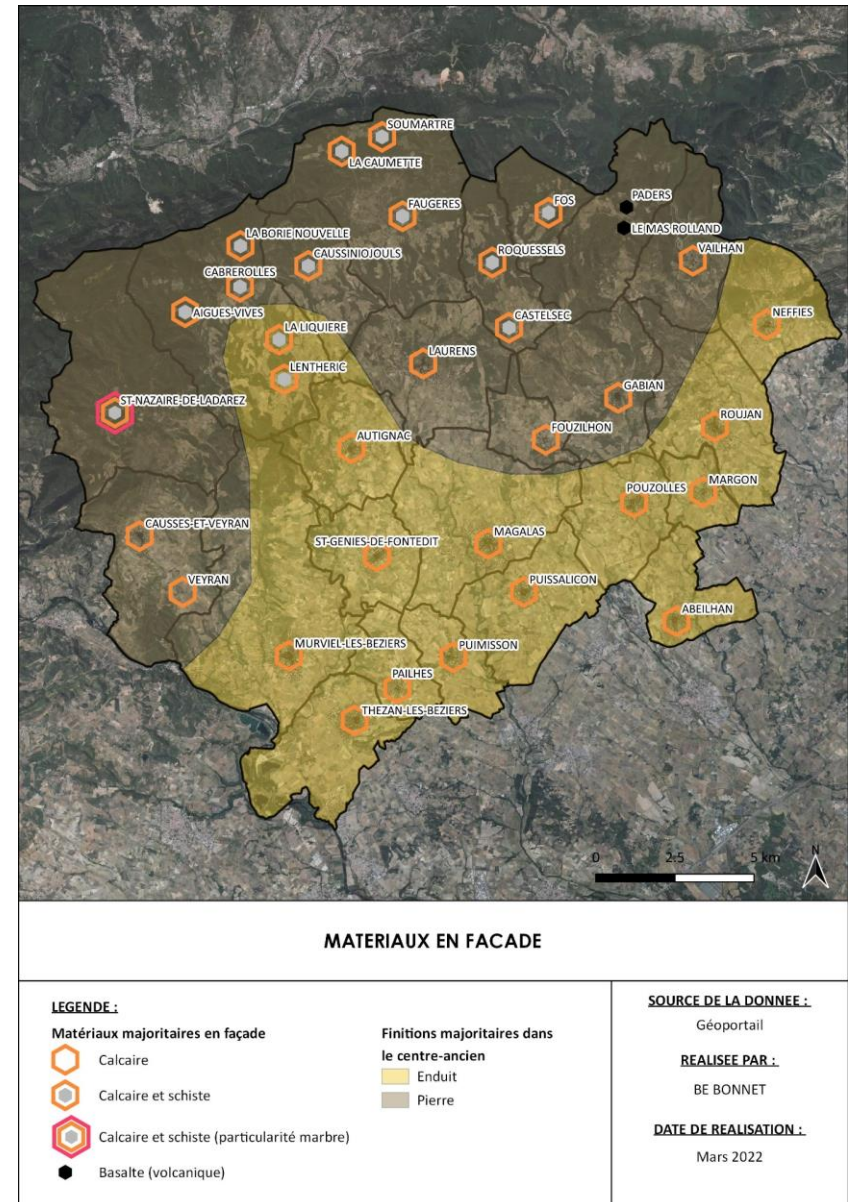 SOUMARTRE
LA CAUMETTE
FAUGERES
FOS
PADERS
LE MAS ROLLAND
LA BORIE NOUVELLE
CAUSSINIOJOULS
ROQUESSELS
VAILHAN
CABREROLLES
AIGUES-VIVES
LA LIQUIERE
CASTELSEC
NEFFIES
LAURENS
LENTHERIC
GABIAN
ST-NAZAIRE-DE-LADAREZ
FOUZILHON
ROUJAN
AUTIGNAC
POUZOLLES
MARGON
CAUSSES-ET-VEYRAN
ST-GENIES-DE-FONTEDIT
MAGALAS
VEYRAN
PUISSALICON
ABEILHAN
MURVIEL-LES-BEZIERS
PUIMISSON
PAILHES
THEZAN-LES-BEZIERS
0 2.5 5 km
N
MATERIAUX EN FACADE
LEGENDE :
Matériaux majoritaires en façade
Calcaire
Calcaire et schiste
Calcaire et schiste (particularité marbre)
Basalte (volcanique)
Finitions majoritaires dans
le centre-ancien
Enduit
Pierre
SOURCE DE LA DONNEE :
Géoportail
REALISEE PAR :
BE BONNET
DATE DE REALISATION :
Mars 2022